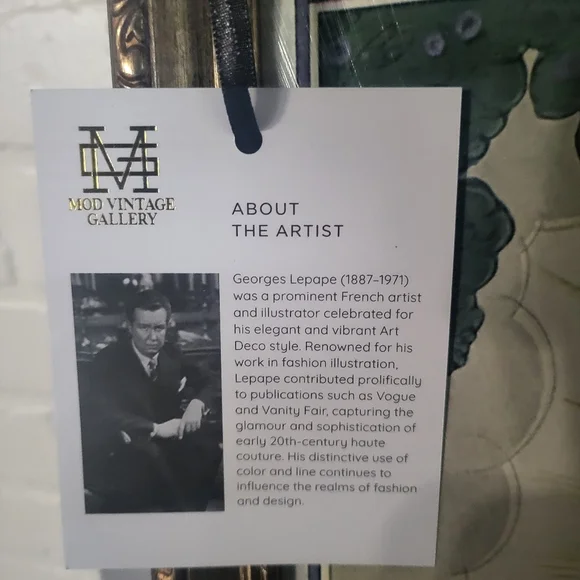 MVG
MOD VINTAGE
GALLERY
ABOUT
THE ARTIST
Georges Lepape (1887–1971)
was a prominent French artist
and illustrator celebrated for
his elegant and vibrant Art
Deco style. Renowned for his
work in fashion illustration,
Lepape contributed prolifically
to publications such as Vogue
and Vanity Fair, capturing the
glamour and sophistication of
early 20th-century haute
couture. His distinctive use of
color and line continues to
influence the realms of fashion
and design.